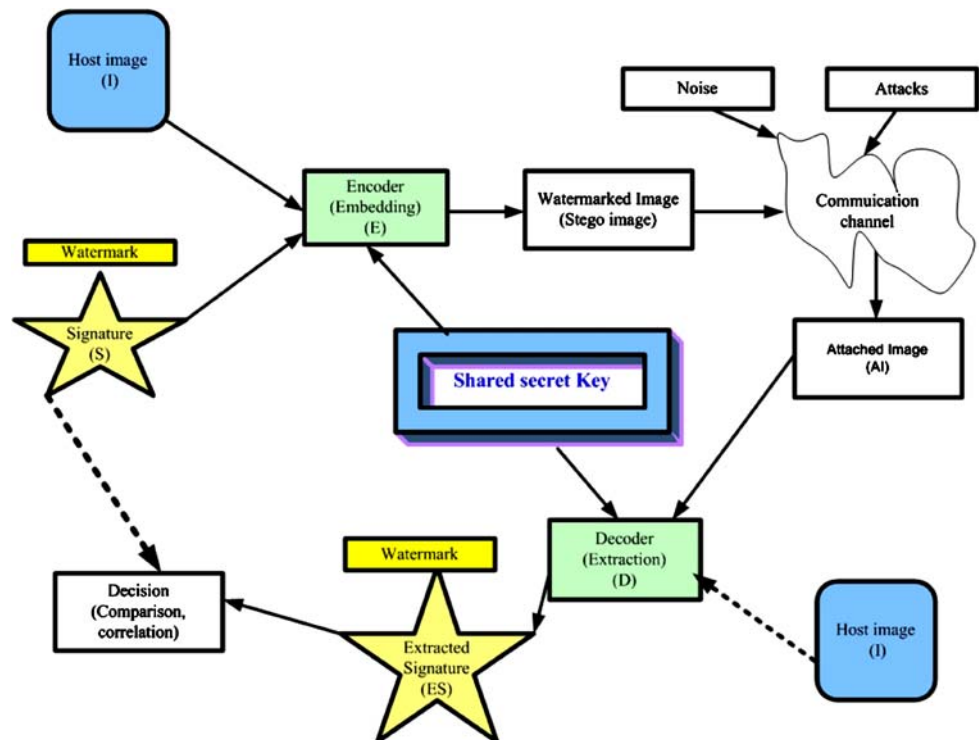 Host image
(I)
Noise
Attacks
Encoder
(Embedding)
(E)
Watermarked Image
(Stego image)
Commuication
channel
Watermark
Signature
(S)
Shared secret Key
Attached Image
(AI)
Decoder
(Extraction)
(D)
Watermark
Decision
(Comparison,
correlation)
Extracted
Signature
(ES)
Host image
(I)